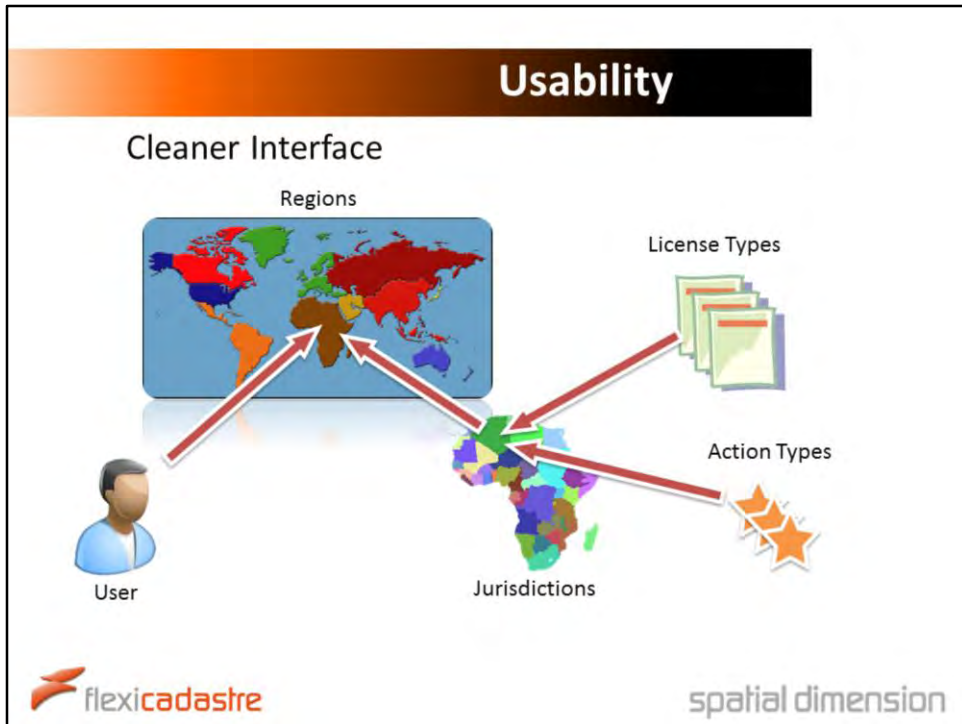 Usability
Cleaner Interface
Regions
License Types
Action Types
User
Jurisdictions
flexicadastre
spatial dimension